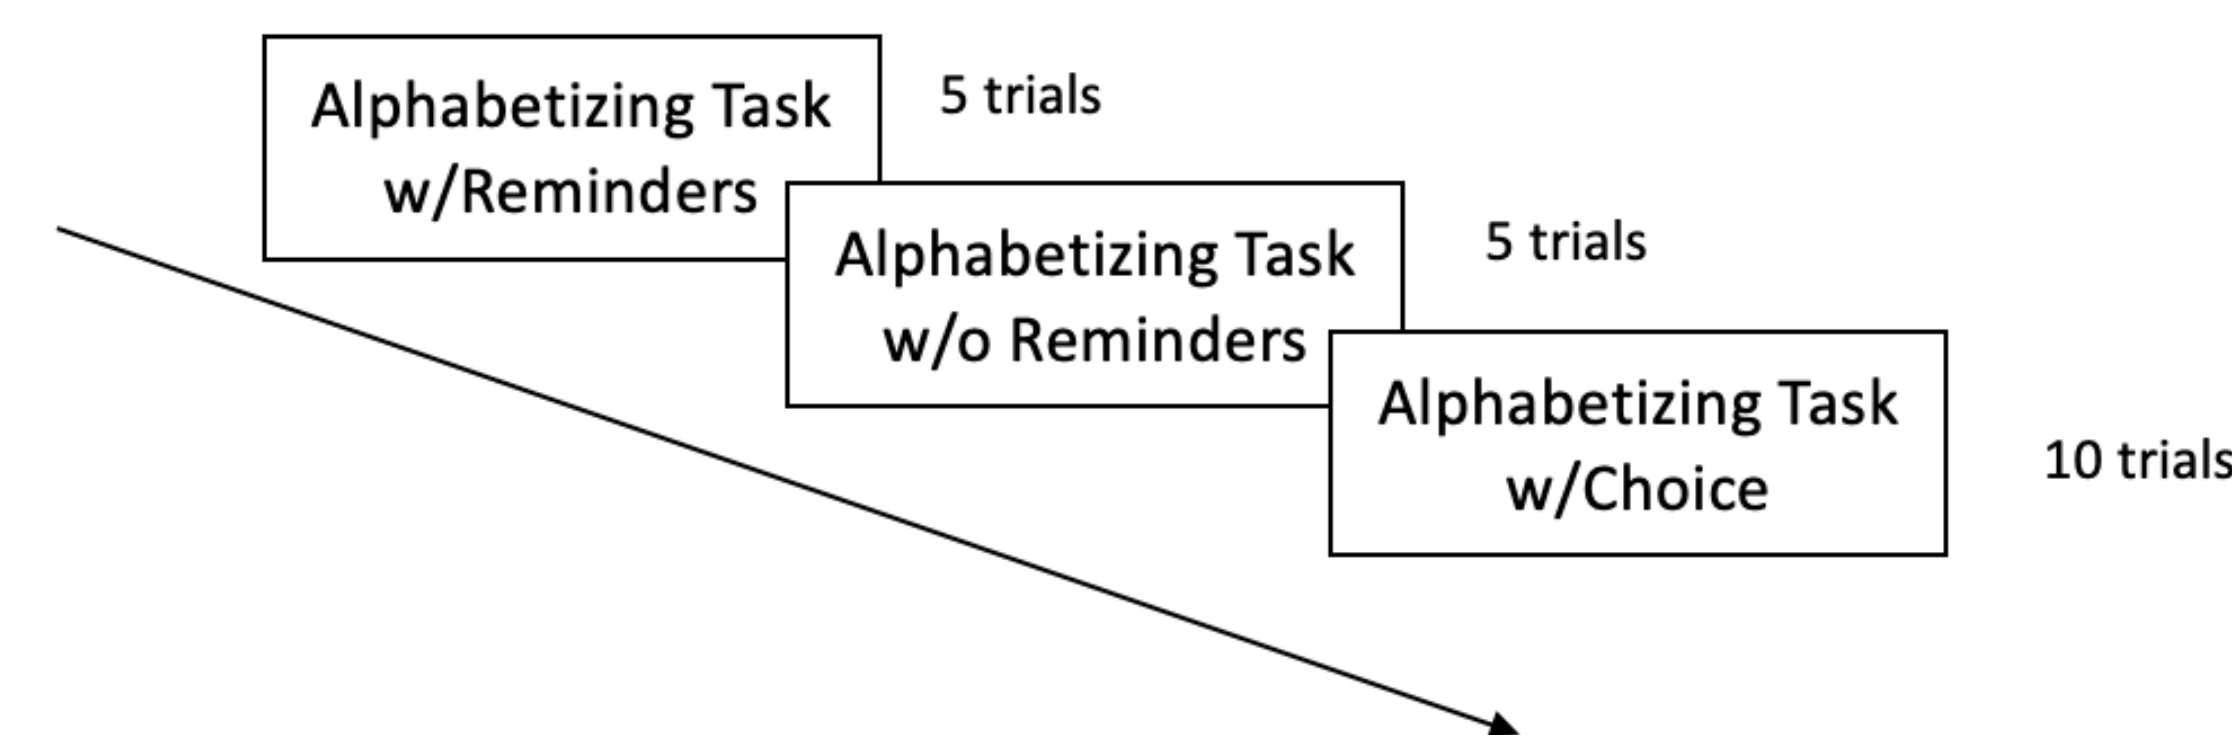 Alphabetizing Task
w/Reminders
5 trials
Alphabetizing Task
w/o Reminders
5 trials
Alphabetizing Task
w/Choice
10 trials